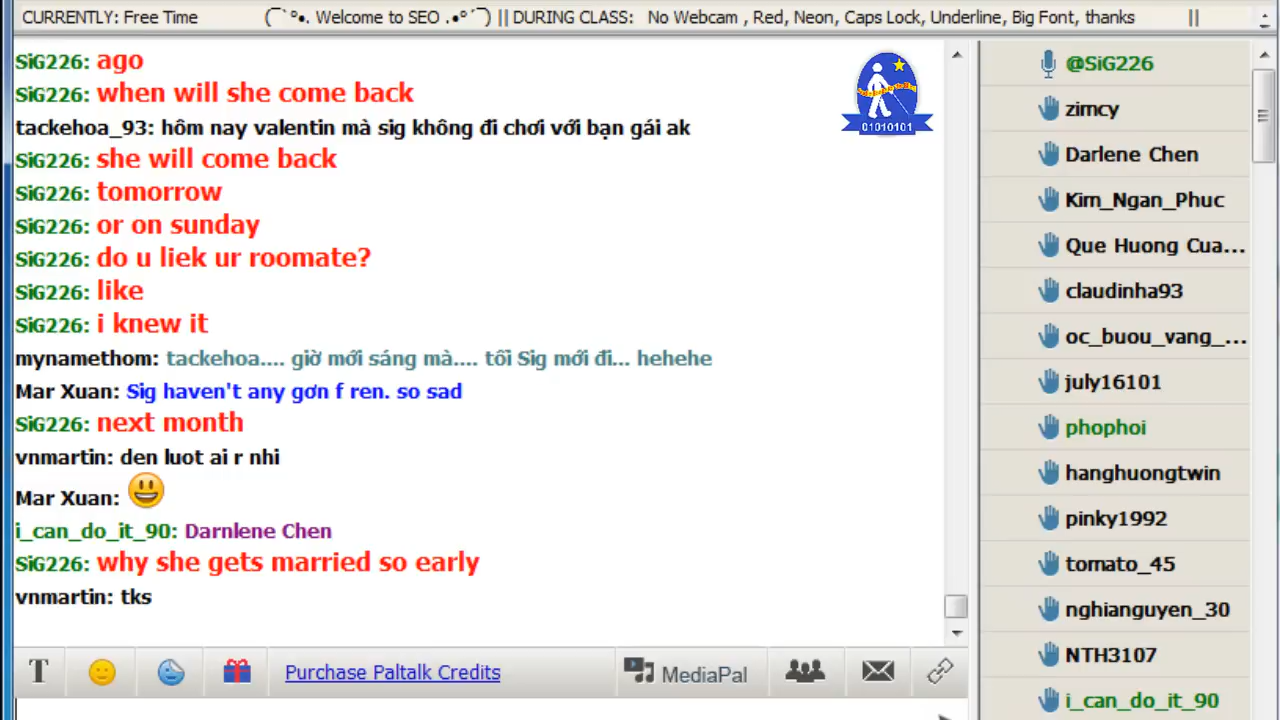 CURRENTLY: Free Time (¯`°•. Welcome to SEO .•°´¯) || DURING CLASS: No Webcam , Red, Neon, Caps Lock, Underline, Big Font, thanks ||
SiG226: ago
SiG226: when will she come back
tackehoa_93: hôm nay valentin mà sig không đi chơi với bạn gái ak
SiG226: she will come back
SiG226: tomorrow
SiG226: or on sunday
SiG226: do u liek ur roomate?
SiG226: like
SiG226: i knew it
mynamethom: tackehoa.... giờ mới sáng mà.... tối Sig mới đi... hehehe
Mar Xuan: Sig haven't any gơn f ren. so sad
SiG226: next month
vnmartin: den luot ai r nhi
Mar Xuan: 😃
i_can_do_it_90: Darnlene Chen
SiG226: why she gets married so early
vnmartin: tks
01010101
Purchase Paltalk Credits
T
MediaPal
@SiG226
zimcy
Darlene Chen
Kim_Ngan_Phuc
Que Huong Cua...
claudinha93
oc_buou_vang_...
july16101
phophoi
hanghuongtwin
pinky1992
tomato_45
nghianguyen_30
NTH3107
i_can_do_it_90